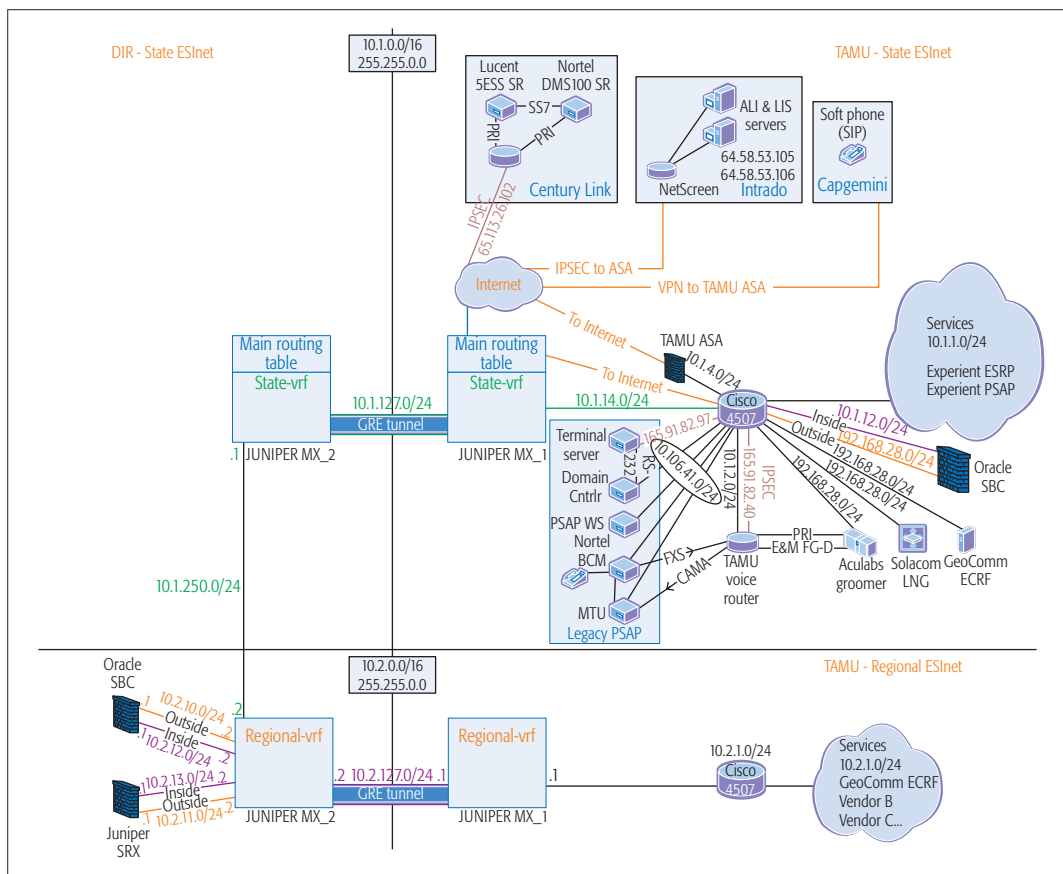 DIR - State ESInet
10.1.0.0/16
255.255.0.0
TAMU - State ESInet
Lucent
5ESS SR
Nortel
DMS100 SR
SS7
PRI
PRI
Century Link
IPSEC
65.113.26.102
ALI & LIS
servers
64.58.53.105
64.58.53.106
NetScreen
Intrado
Soft phone
(SIP)
Capgemini
Internet
IPSEC to ASA
VPN to TAMU ASA
To Internet
To Internet
TAMU ASA
10.1.4.0/24
Services
10.1.1.0/24
Experient ESRP
Experient PSAP
Main routing
table
State-vrf
Main routing
table
State-vrf
10.1.127.0/24
GRE tunnel
10.1.14.0/24
.1
JUNIPER MX_2
JUNIPER MX_1
Cisco
4507
10.1.12.0/24
Inside
Outside
192.168.28.0/24
Oracle
SBC
192.168.28.0/24
192.168.28.0/24
192.168.28.0/24
Terminal
server
165.91.82.97
RS-
232
10.106.41.0/24
10.1.2.0/24
IPSEC
165.91.82.40
Domain
Cntrlr
PSAP WS
Nortel
BCM
FXS
CAMA
MTU
Legacy PSAP
TAMU
voice
router
PRI
E&M FG-D
Aculabs
groomer
Solacom
LNG
GeoComm
ECRF
10.1.250.0/24
10.2.0.0/16
255.255.0.0
TAMU - Regional ESInet
Oracle
SBC
.1
10.2.10.0/24
Outside
.2
.2
.1
Inside
10.2.12.0/24
.2
.1
10.2.13.0/24
.2
Inside
Outside
.1
10.2.11.0/24
.2
Juniper
SRX
Regional-vrf
Regional-vrf
.2
10.2.127.0/24
.1
GRE tunnel
.1
JUNIPER MX_2
JUNIPER MX_1
10.2.1.0/24
Cisco
4507
Services
10.2.1.0/24
GeoComm ECRF
Vendor B
Vendor C...